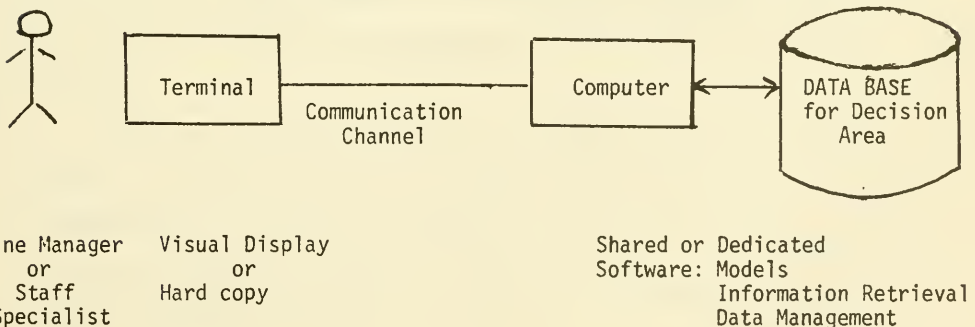 Terminal
Communication
Channel
Computer
DATA BASE
for Decision
Area
ne Manager
or
Staff
pecialist
Visual Display
or
Hard copy
Shared or Dedicated
Software: Models
Information Retrieval
Data Management